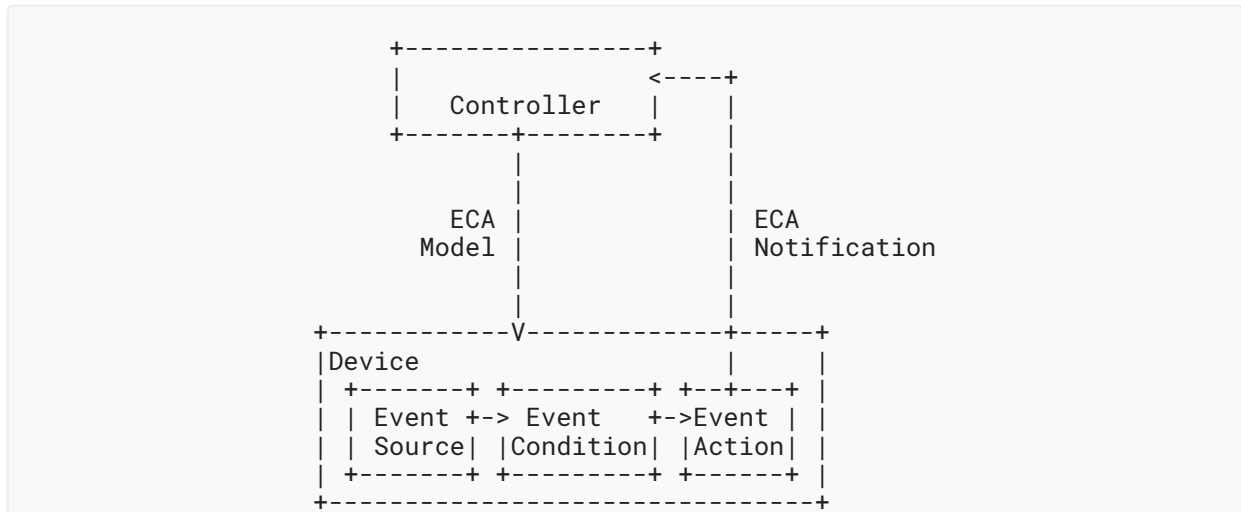 Controller
ECA ECA
Model Notification
Device
Event Event Event
Source Condition Action